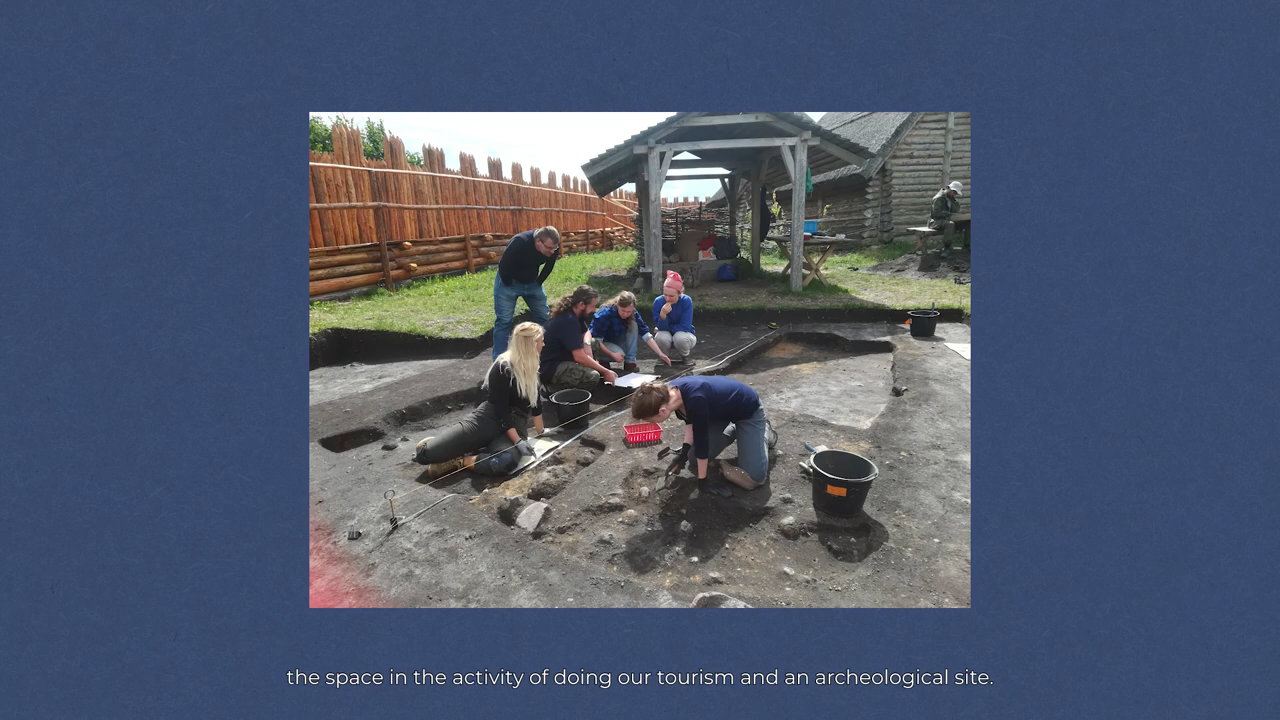 the space in the activity of doing our tourism and an archeological site.